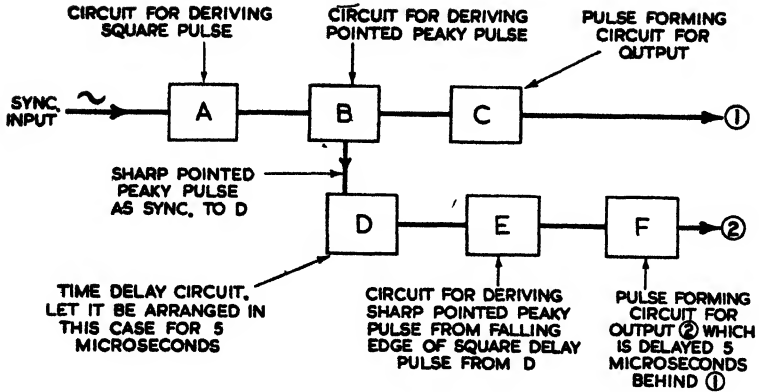 CIRCUIT FOR DERIVING
SQUARE PULSE
CIRCUIT FOR DERIVING
POINTED PEAKY PULSE
PULSE FORMING
CIRCUIT FOR
OUTPUT
SYNC.
INPUT
A
B
C
①
SHARP POINTED
PEAKY PULSE
AS SYNC. TO D
D
E
F
②
TIME DELAY CIRCUIT.
LET IT BE ARRANGED IN
THIS CASE FOR 5
MICROSECONDS
CIRCUIT FOR DERIVING
SHARP POINTED PEAKY
PULSE FROM FALLING
EDGE OF SQUARE DELAY
PULSE FROM D
PULSE FORMING
CIRCUIT FOR
OUTPUT ② WHICH
IS DELAYED 5
MICROSECONDS
BEHIND ①